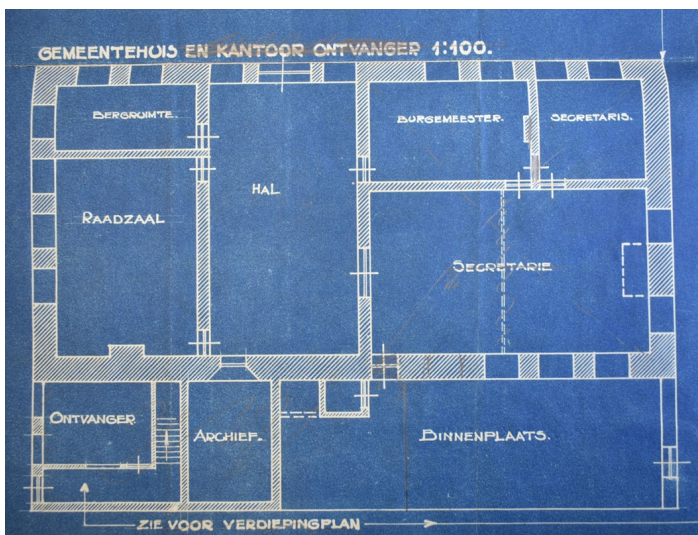 GEMEENTEHUIS EN KANTOOR ONTVANGER 1:100.
BERGRUIMTE.
BURGEMEESTER.
SECRETARIS.
HAL
RAADZAAL
SECRETARIE
ONTVANGER
ARCHIEF.
BINNENPLAATS.
ZIE VOOR VERDIEPINGPLAN